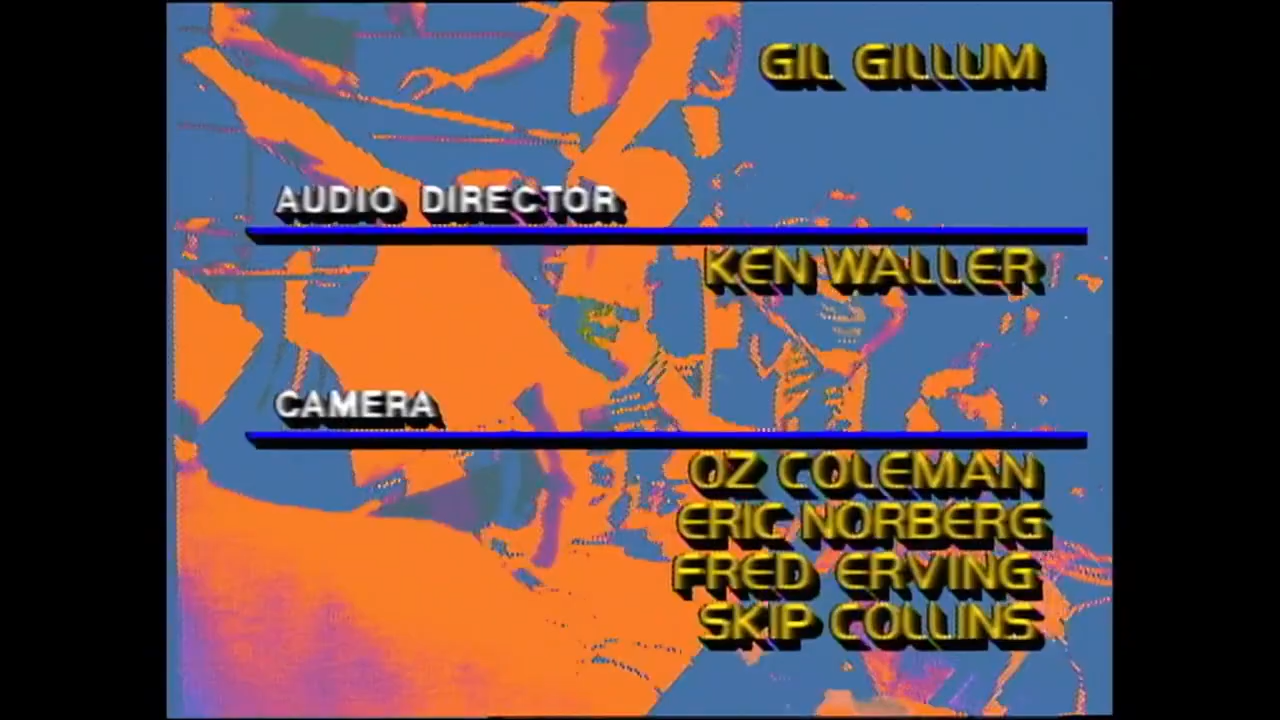 GIL GILLUM
AUDIO DIRECTOR
KEN WALLER
CAMERA
OZ COLEMAN
ERIC NORBERG
FRED ERVING
SKIP COLLINS